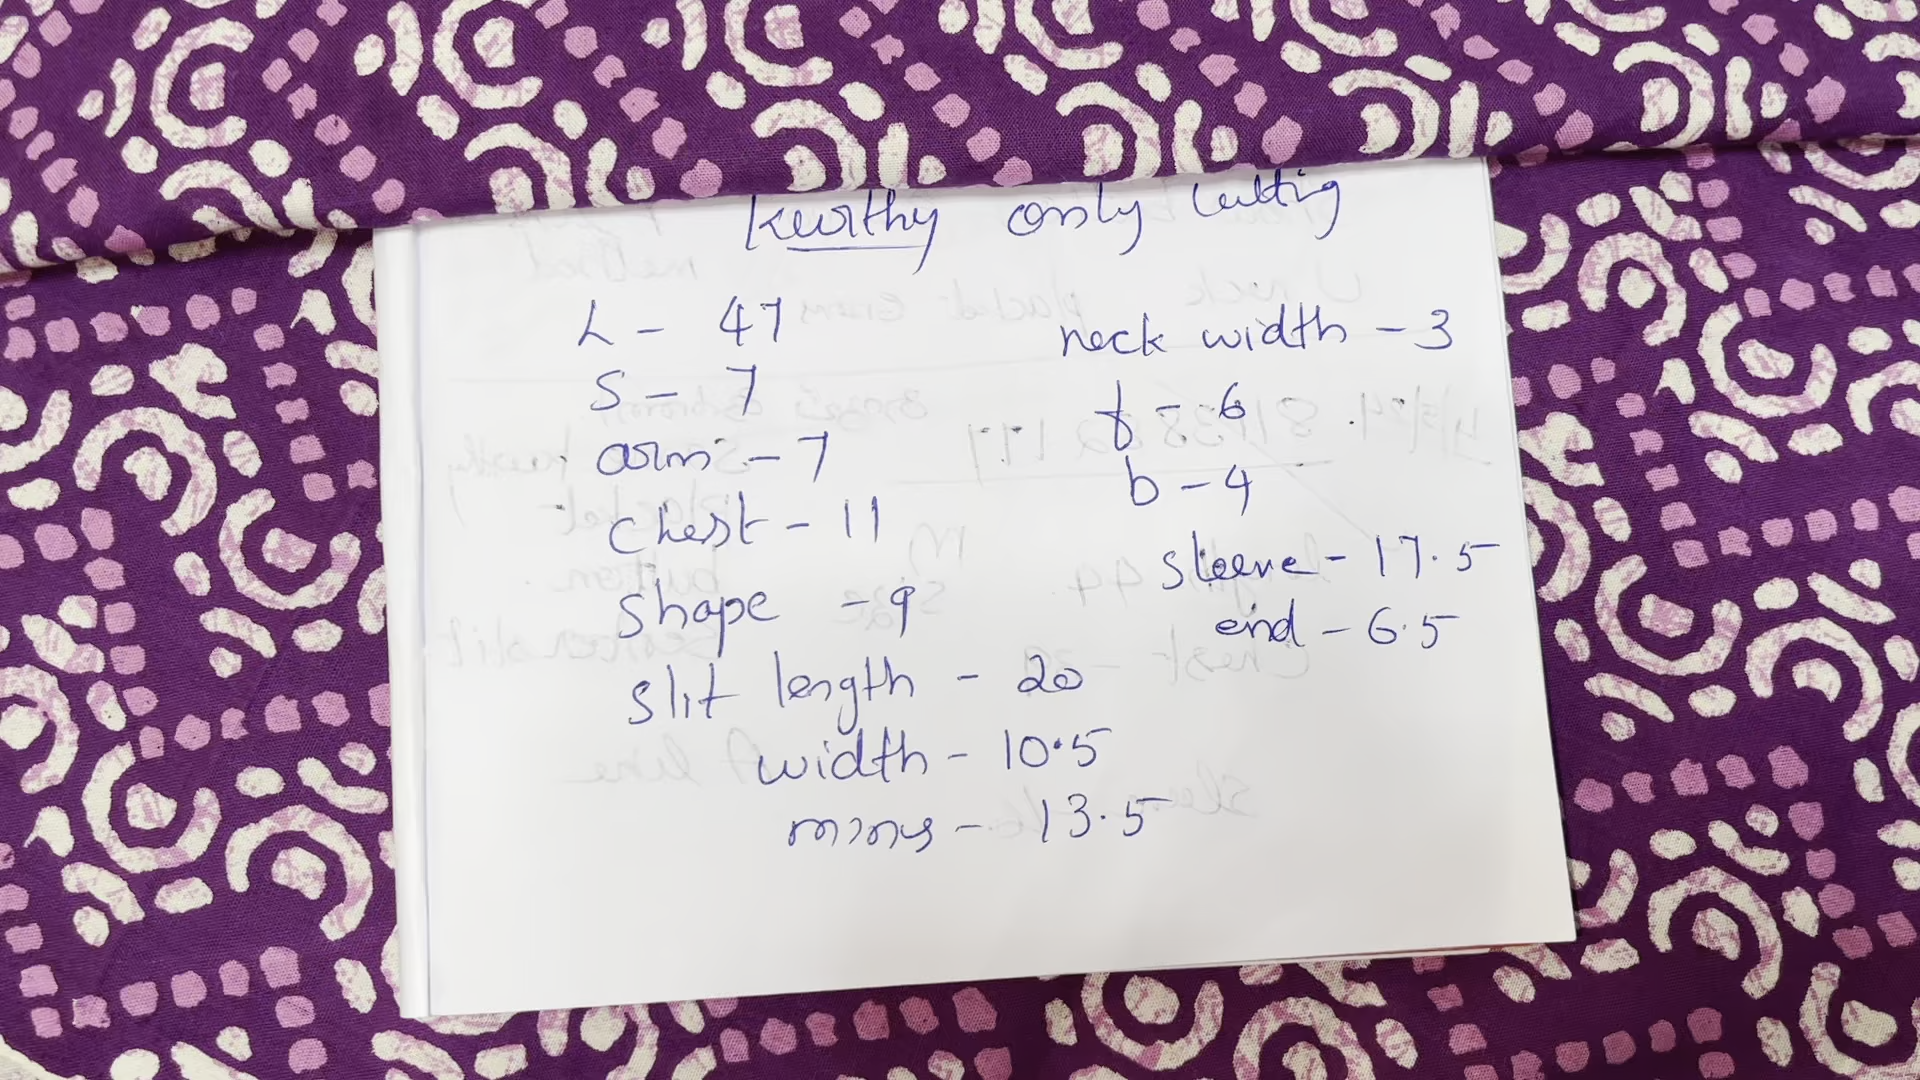 Kurthy only cutting
L - 47
S - 7
arm - 7
chest - 11
shape - 9
slit length - 20
width - 10.5
- 13.5
neck width - 3
f - 6
b - 4
sleeve - 17.5
end - 6.5